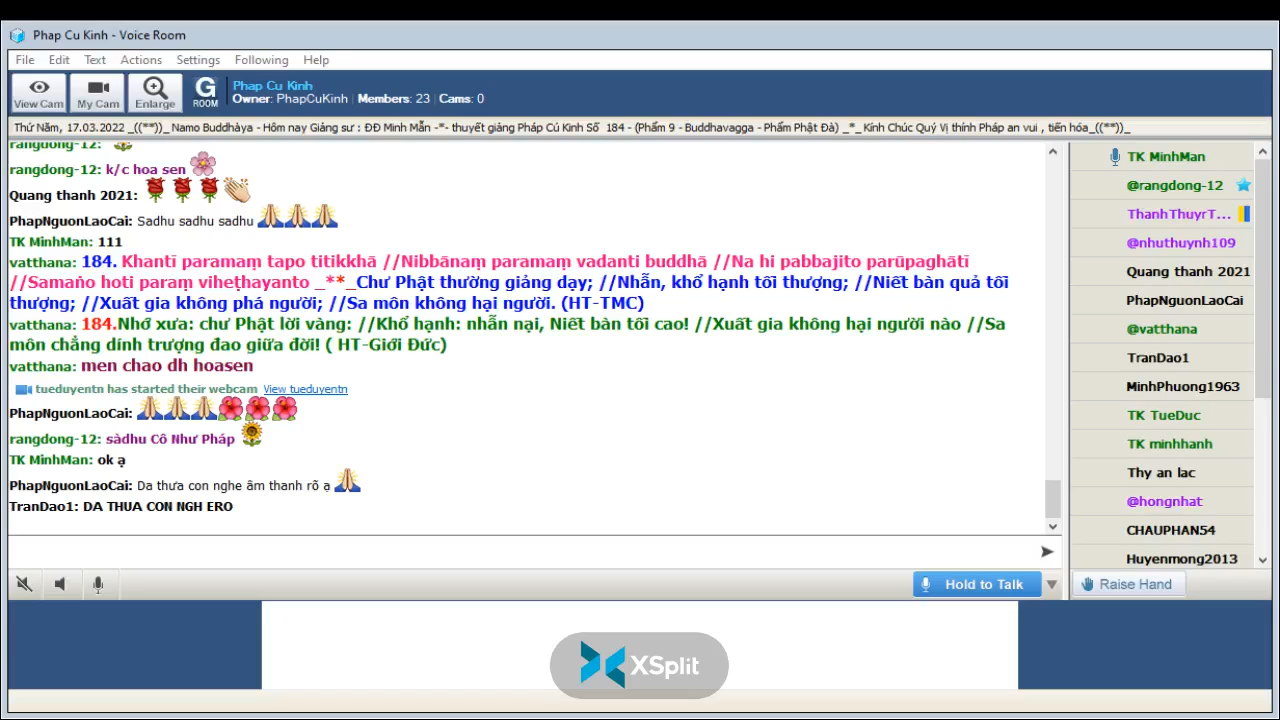 Phap Cu Kinh - Voice Room
File Edit Text Actions Settings Following Help
View Cam My Cam Enlarge G ROOM
Phap Cu Kinh
Owner: PhapCuKinh | Members: 23 | Cams: 0
Thứ Năm, 17.03.2022 _((**))_ Namo Buddhàya - Hôm nay Giảng sư : ĐĐ Minh Mẫn -*- thuyết giảng Pháp Cú Kinh Số 184 - (Phẩm 9 - Buddhavagga - Phẩm Phật Đà) _*_ Kính Chúc Quý Vị thính Pháp an vui , tiến hóa_((**))_
rangdong-12:
rangdong-12: k/c hoa sen
Quang thanh 2021:
PhapNguonLaoCai: Sadhu sadhu sadhu
TK MinhMan: 111
vatthana: 184. Khantī paramaṃ tapo titikkhā //Nibbānaṃ paramaṃ vadanti buddhā //Na hi pabbajito parūpaghātī
//Samaṅo hoti paraṃ viheṭhayanto _**_Chư Phật thường giảng dạy; //Nhẫn, khổ hạnh tối thượng; //Niết bàn quả tối
thượng; //Xuất gia không phá người; //Sa môn không hại người. (HT-TMC)
vatthana: 184.Nhớ xưa: chư Phật lời vàng: //Khổ hạnh: nhẫn nại, Niết bàn tối cao! //Xuất gia không hại người nào //Sa
môn chẳng dính trượng đao giữa đời! ( HT-Giới Đức)
vatthana: men chao dh hoasen
tueduyentn has started their webcam View tueduyentn
PhapNguonLaoCai:
rangdong-12: sàdhu Cô Như Pháp
TK MinhMan: ok ạ
PhapNguonLaoCai: Da thưa con nghe âm thanh rõ ạ
TranDao1: DA THUA CON NGH ERO
TK MinhMan
@rangdong-12
ThanhThuyrT...
@nhuthuynh109
Quang thanh 2021
PhapNguonLaoCai
@vatthana
TranDao1
MinhPhuong1963
TK TueDuc
TK minhhanh
Thy an lac
@hongnhat
CHAUPHAN54
Huyenmong2013
Hold to Talk
Raise Hand
XSplit